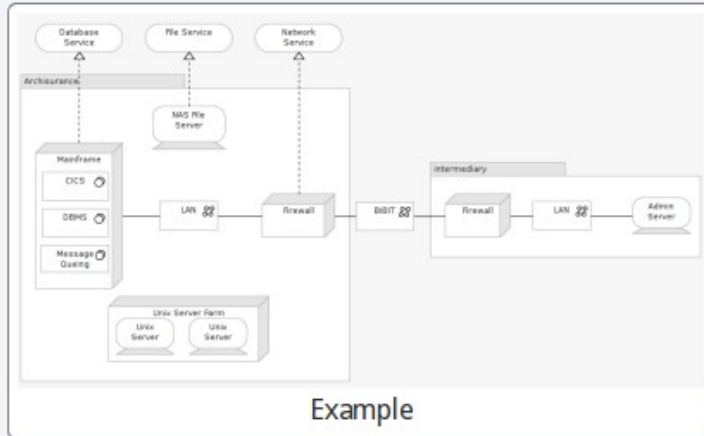 Database
Service
File Service
Network
Service
Archisurance
NAS File
Server
Mainframe
CICS
DBMS
Message
Queing
LAN
Firewall
BIBIT
Intermediary
Firewall
LAN
Admin
Server
Unix Server Farm
Unix
Server
Unix
Server
Example